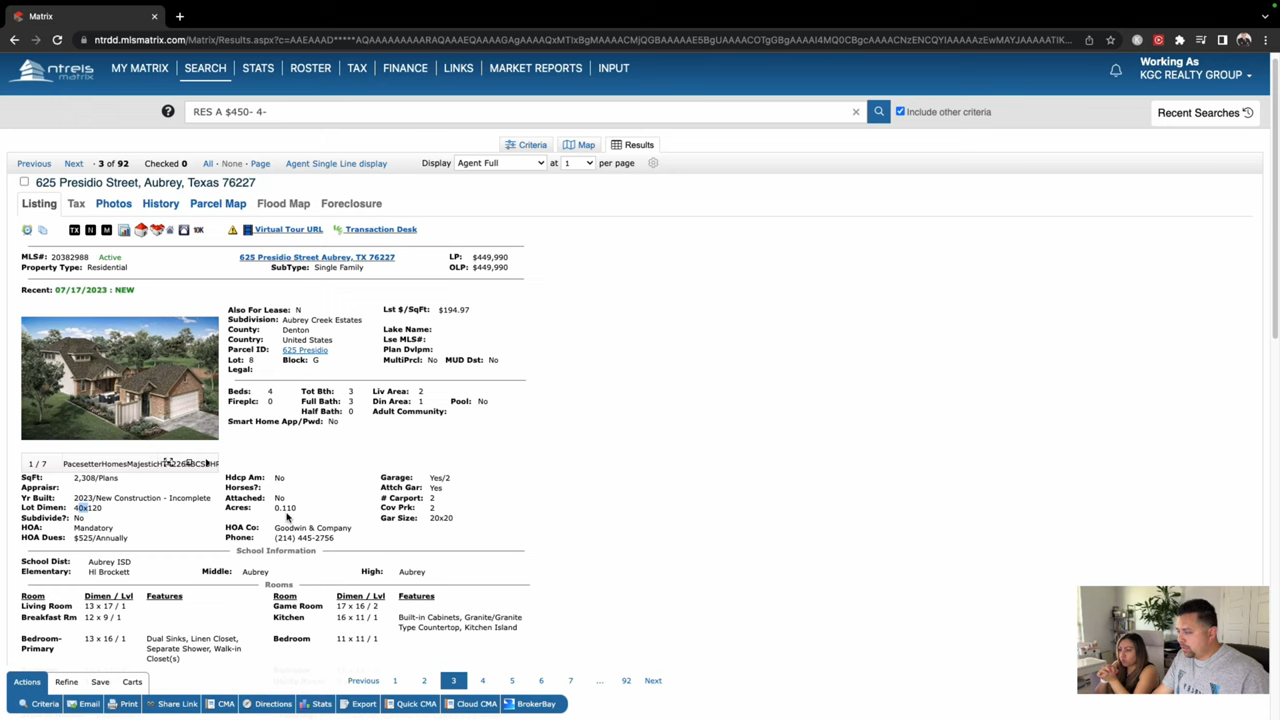 Matrix
ntrdd.mlsmatrix.com/Matrix/Results.aspx?c=
ntreis matrix MY MATRIX SEARCH STATS ROSTER TAX FINANCE LINKS MARKET REPORTS INPUT Working As KGC REALTY GROUP
RES A $450- 4- Include other criteria Recent Searches
Criteria Map Results
Previous Next · 3 of 92 Checked 0 All · None · Page Agent Single Line display Display Agent Full at 1 per page
625 Presidio Street, Aubrey, Texas 76227
Listing Tax Photos History Parcel Map Flood Map Foreclosure
TX N M 10K Virtual Tour URL Transaction Desk
MLS#: 20382988 Active 625 Presidio Street Aubrey, TX 76227 LP: $449,990
Property Type: Residential SubType: Single Family OLP: $449,990
Recent: 07/17/2023 : NEW
Also For Lease: N Lst $/SqFt: $194.97
Subdivision: Aubrey Creek Estates
County: Denton Lake Name:
Country: United States Lse MLS#:
Parcel ID: 625 Presidio Plan Dvlpm:
Lot: 8 Block: G MultiPrcl: No MUD Dst: No
Legal:
Beds: 4 Tot Bth: 3 Liv Area: 2
Fireplc: 0 Full Bath: 3 Din Area: 1 Pool: No
Half Bath: 0 Adult Community:
Smart Home App/Pwd: No
1 / 7
SqFt: 2,308/Plans Hdcp Am: No Garage: Yes/2
Appraisr: Horses?: Attch Gar: Yes
Yr Built: 2023/New Construction - Incomplete Attached: No # Carport: 2
Lot Dimen: 40x120 Acres: 0.110 Cov Prk: 2
Subdivide?: No Gar Size: 20x20
HOA: Mandatory HOA Co: Goodwin & Company
HOA Dues: $525/Annually Phone: (214) 445-2756
School Information
School Dist: Aubrey ISD
Elementary: HI Brockett Middle: Aubrey High: Aubrey
Rooms
Room Dimen / Lvl Features Room Dimen / Lvl Features
Living Room 13 x 17 / 1 Game Room 17 x 16 / 2
Breakfast Rm 12 x 9 / 1 Kitchen 16 x 11 / 1 Built-in Cabinets, Granite/Granite
Type Countertop, Kitchen Island
Bedroom- 13 x 16 / 1 Dual Sinks, Linen Closet, Bedroom 11 x 11 / 1
Primary Separate Shower, Walk-in
Closet(s)
Actions Refine Save Carts Previous 1 2 3 4 5 6 7 ... 92 Next
Criteria Email Print Share Link CMA Directions Stats Export Quick CMA Cloud CMA BrokerBay